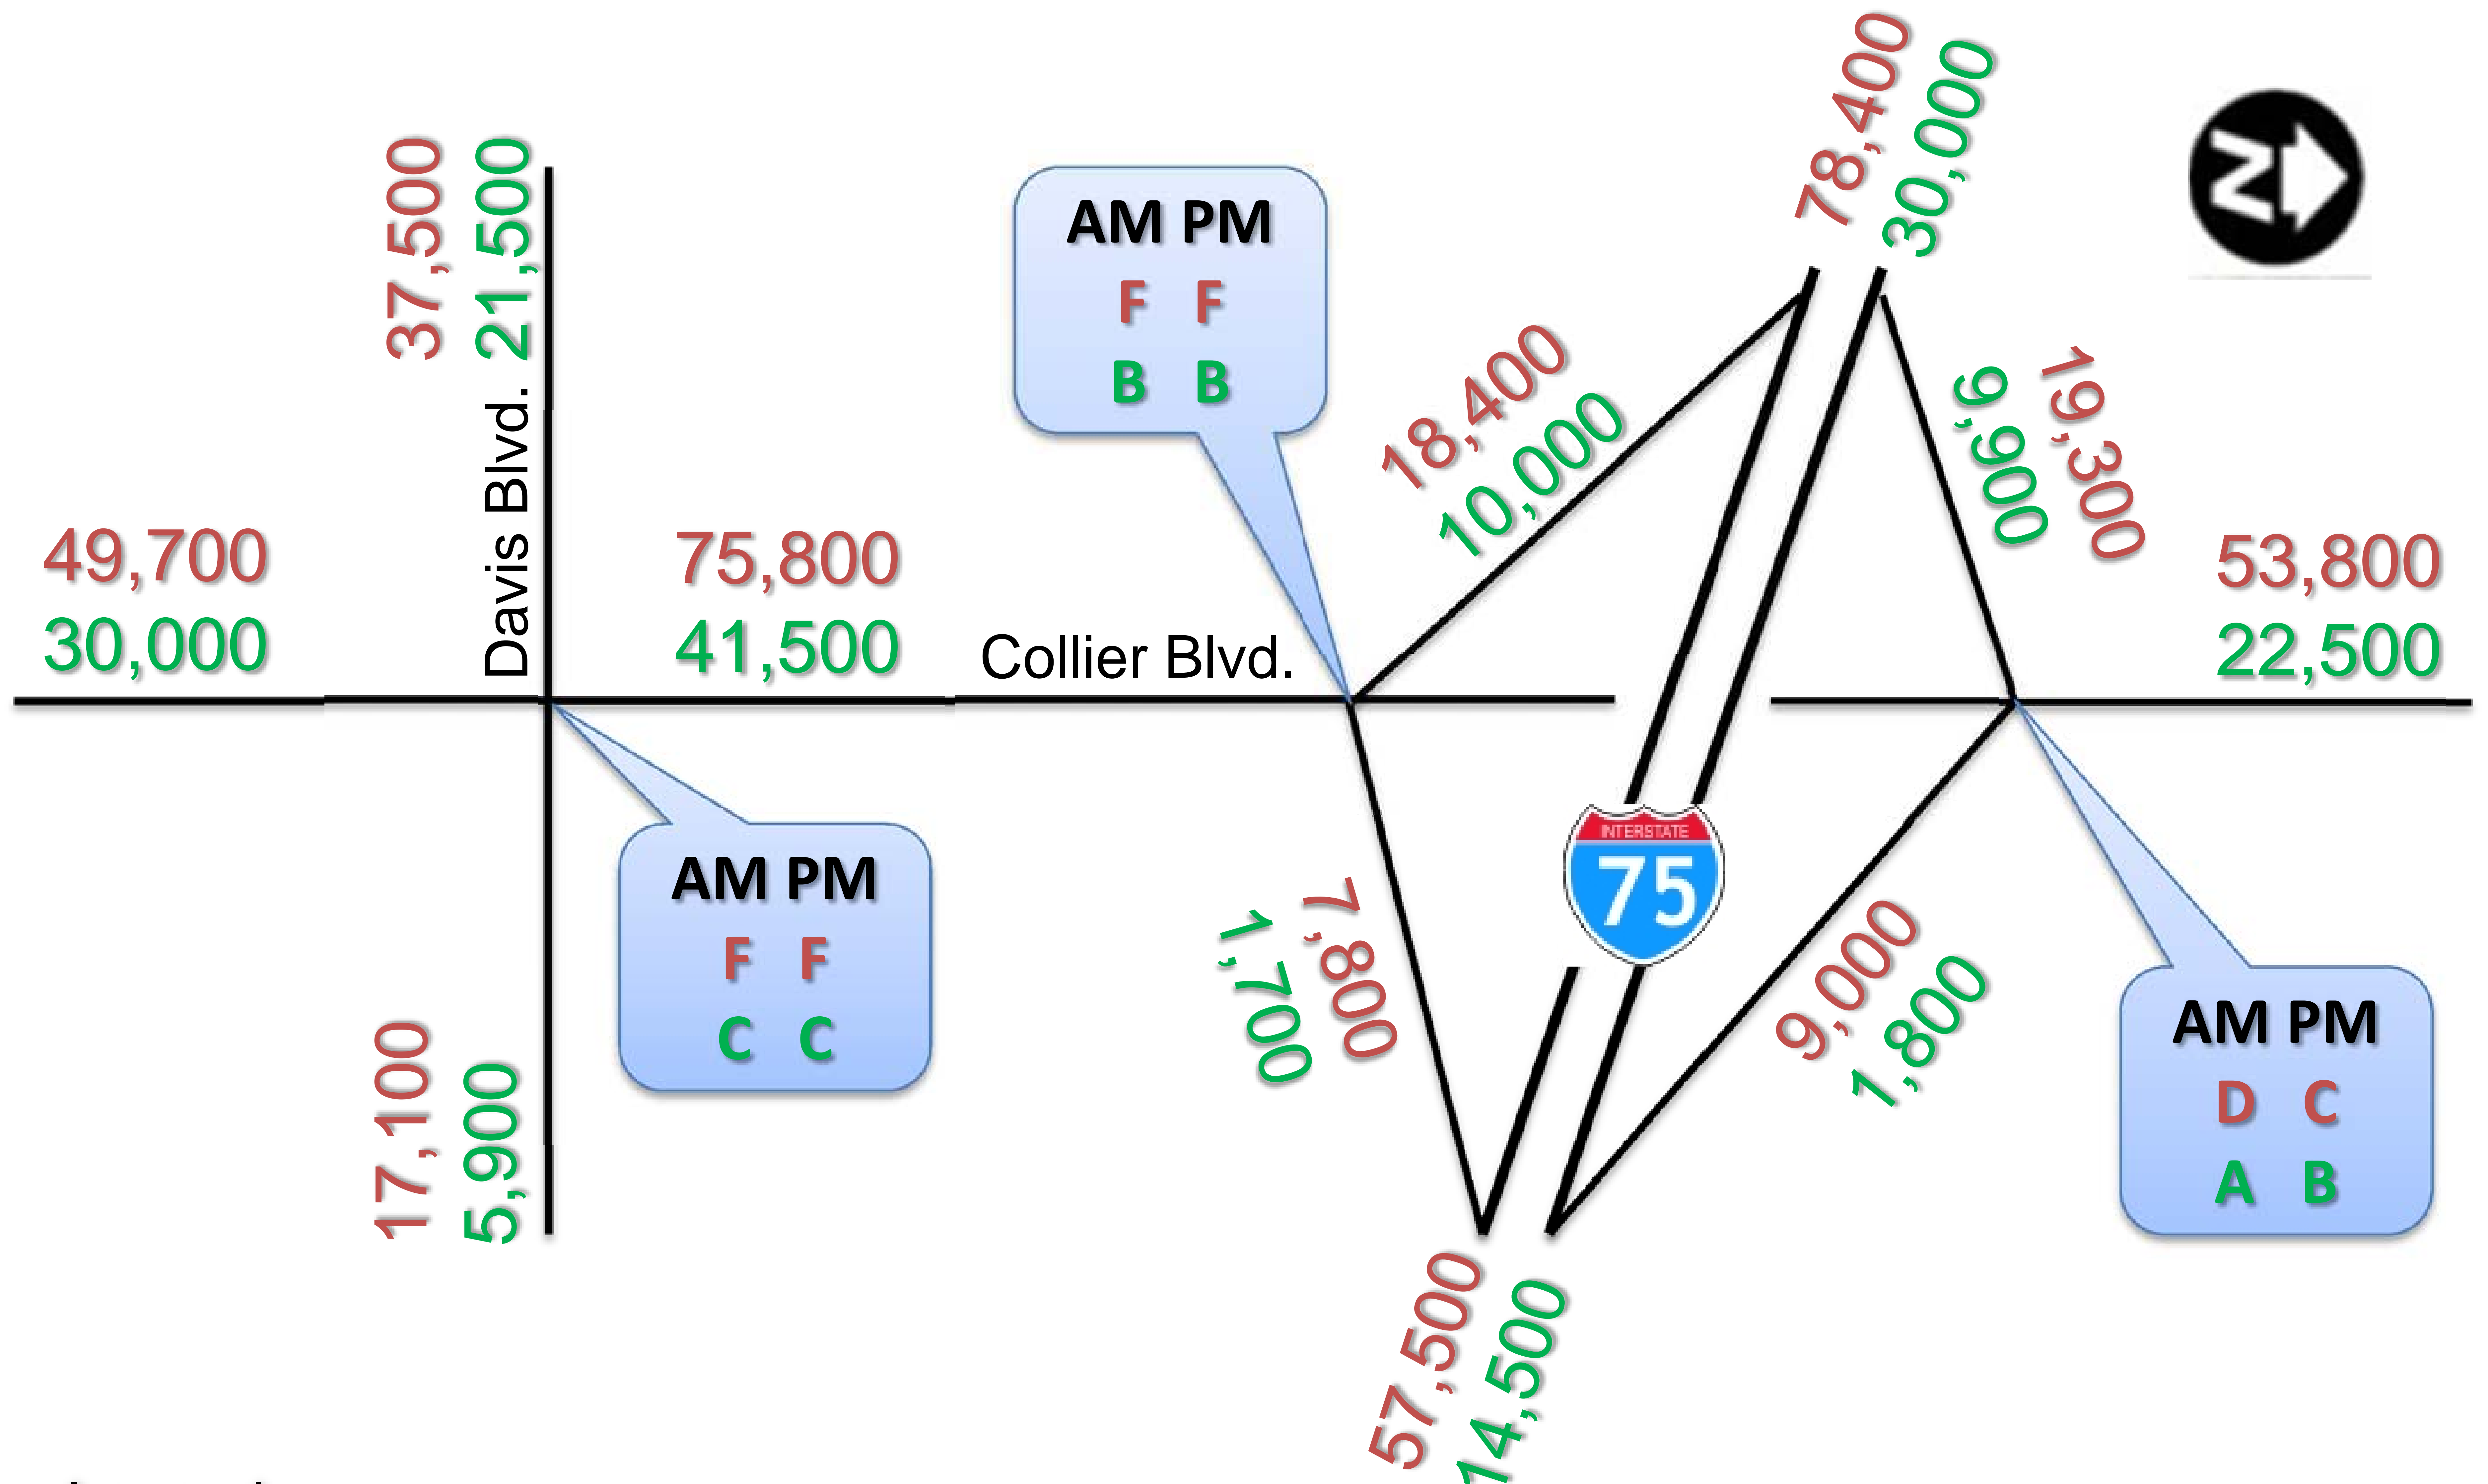 78,400
30,000
N
37,500
21,500
AM PM
F F
B B
18,400
10,000
9,900
19,300
Davis Blvd.
49,700
30,000
75,800
41,500
Collier Blvd.
53,800
22,500
INTERSTATE
75
AM PM
F F
C C
1,700
7,800
9,000
1,800
AM PM
D C
A B
17,100
5,900
57,500
14,500